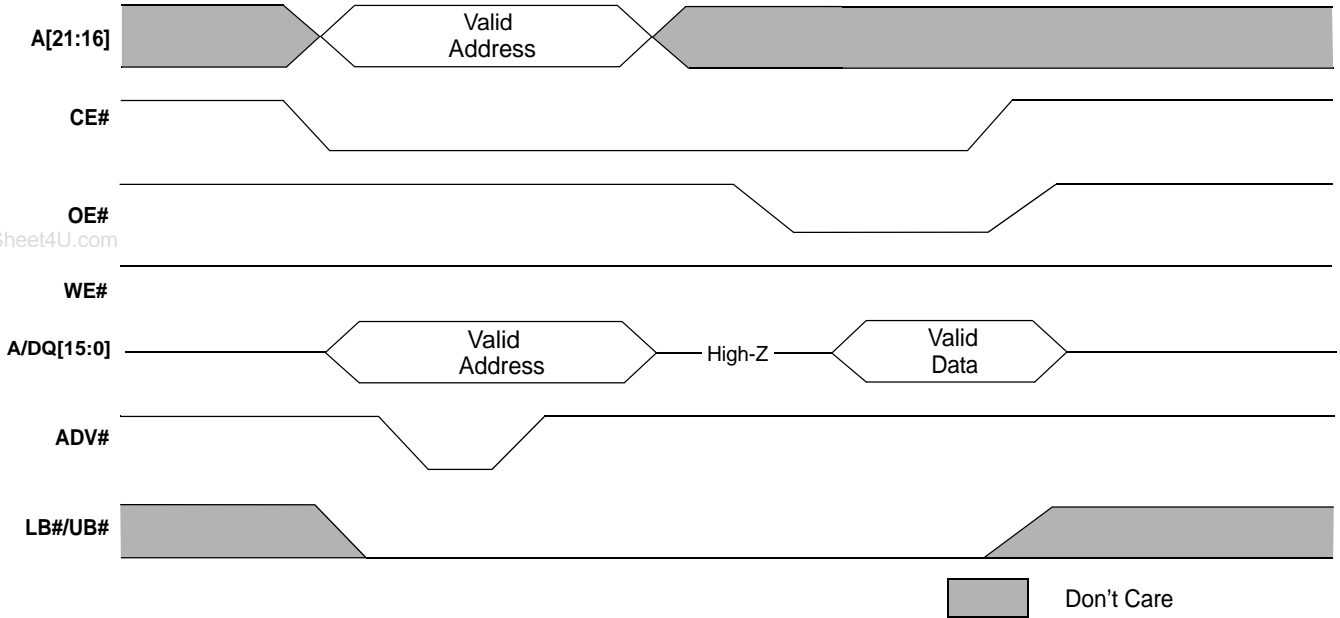 A[21:16]
Valid
Address
CE#
OE#
Sheet4U.com
WE#
A/DQ[15:0]
Valid
Address
High-Z
Valid
Data
ADV#
LB#/UB#
Don't Care